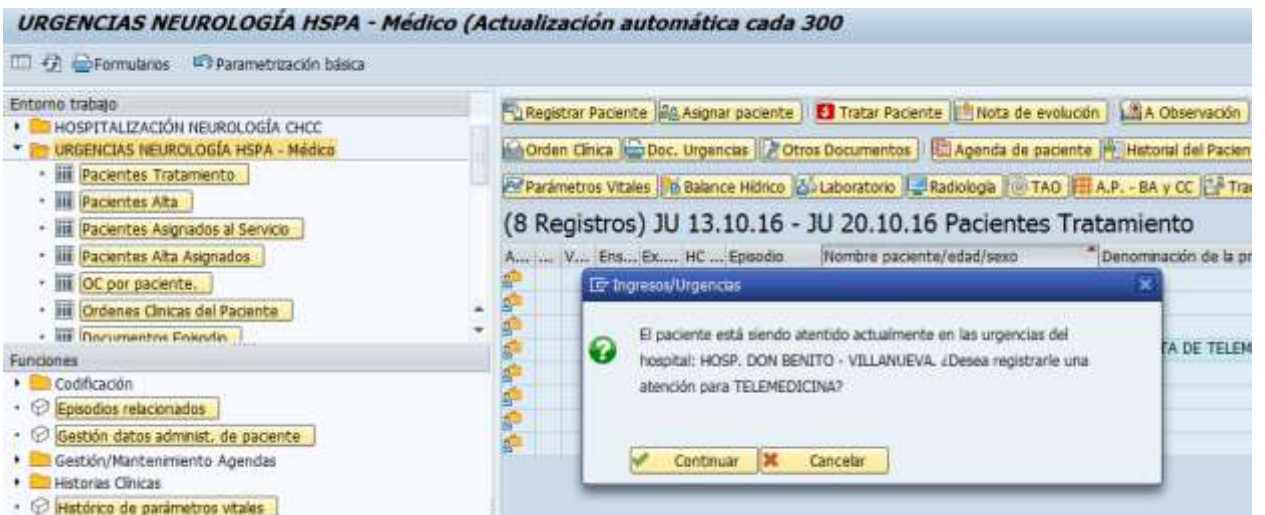 URGENCIAS NEUROLOGÍA HSPA - Médico (Actualización automática cada 300
Formularios Parametrización básica
Entorno trabajo
HOSPITALIZACIÓN NEUROLOGÍA CHCC
URGENCIAS NEUROLOGÍA HSPA - Médico
Pacientes Tratamiento
Pacientes Alta
Pacientes Asignados al Servicio
Pacientes Alta Asignados
OC por paciente.
Ordenes Clinicas del Paciente
Documentos Episodio
Funciones
Codificación
Episodios relacionados
Gestión datos administ. de paciente
Gestión/Mantenimiento Agendas
Historias Clínicas
Histórico de parámetros vitales
Registrar Paciente Asignar paciente Tratar Paciente Nota de evolución A Observación
Orden Clínica Doc. Urgencias Otros Documentos Agenda de paciente Historial del Pacien
Parámetros Vitales Balance Hídrico Laboratorio Radiología TAO A.P. - BA y CC Tra
(8 Registros) JU 13.10.16 - JU 20.10.16 Pacientes Tratamiento
A... ... V... Ens... Ex.... HC ... Episodio Nombre paciente/edad/sexo Denominación de la pr
Ingresos/Urgencias
El paciente está siendo atentido actualmente en las urgencias del
hospital: HOSP. DON BENITO - VILLANUEVA. ¿Desea registrarle una
atención para TELEMEDICINA?
TA DE TELEM
Continuar Cancelar